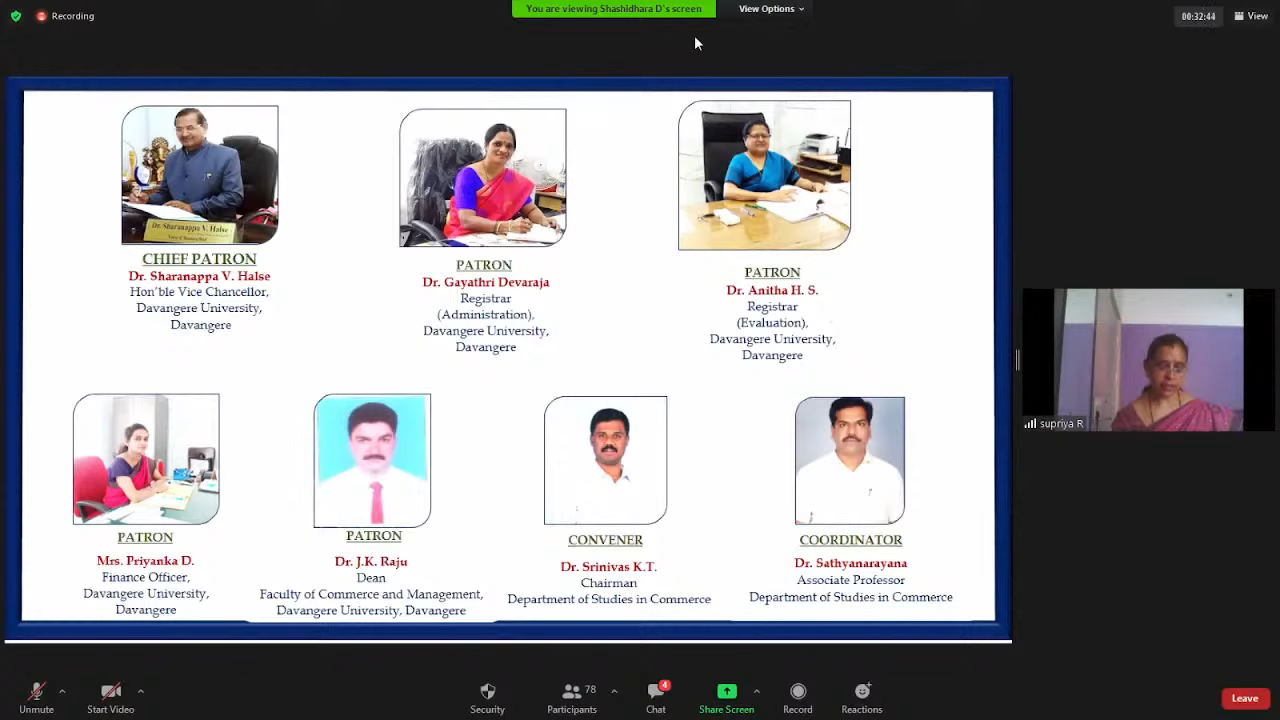 Recording
You are viewing Shashidhara D's screen
View Options
00:32:44
View
Dr. Sharanappa V. Halse
CHIEF PATRON
Dr. Sharanappa V. Halse
Hon'ble Vice Chancellor,
Davangere University,
Davangere
PATRON
Dr. Gayathri Devaraja
Registrar
(Administration),
Davangere University,
Davangere
PATRON
Dr. Anitha H. S.
Registrar
(Evaluation),
Davangere University,
Davangere
supriya R
PATRON
Mrs. Priyanka D.
Finance Officer,
Davangere University,
Davangere
PATRON
Dr. J.K. Raju
Dean
Faculty of Commerce and Management,
Davangere University, Davangere
CONVENER
Dr. Srinivas K.T.
Chairman
Department of Studies in Commerce
COORDINATOR
Dr. Sathyanarayana
Associate Professor
Department of Studies in Commerce
Unmute
Start Video
Security
78
Participants
4
Chat
Share Screen
Record
Reactions
Leave